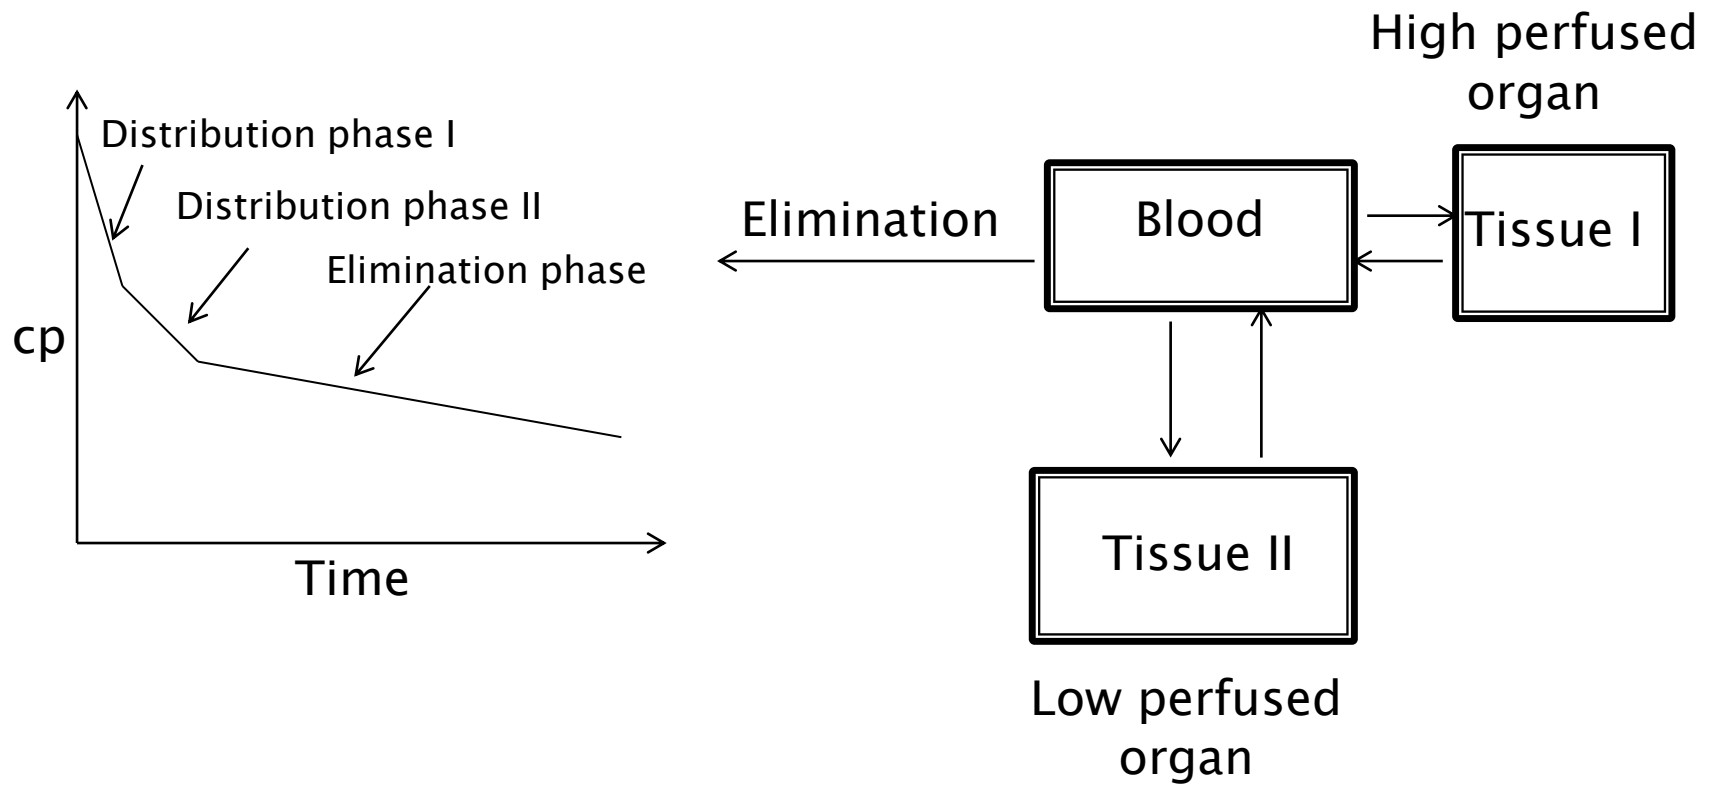 Distribution phase I
Distribution phase II
Elimination phase
cp
Time
High perfused
organ
Elimination
Blood
Tissue I
Tissue II
Low perfused
organ